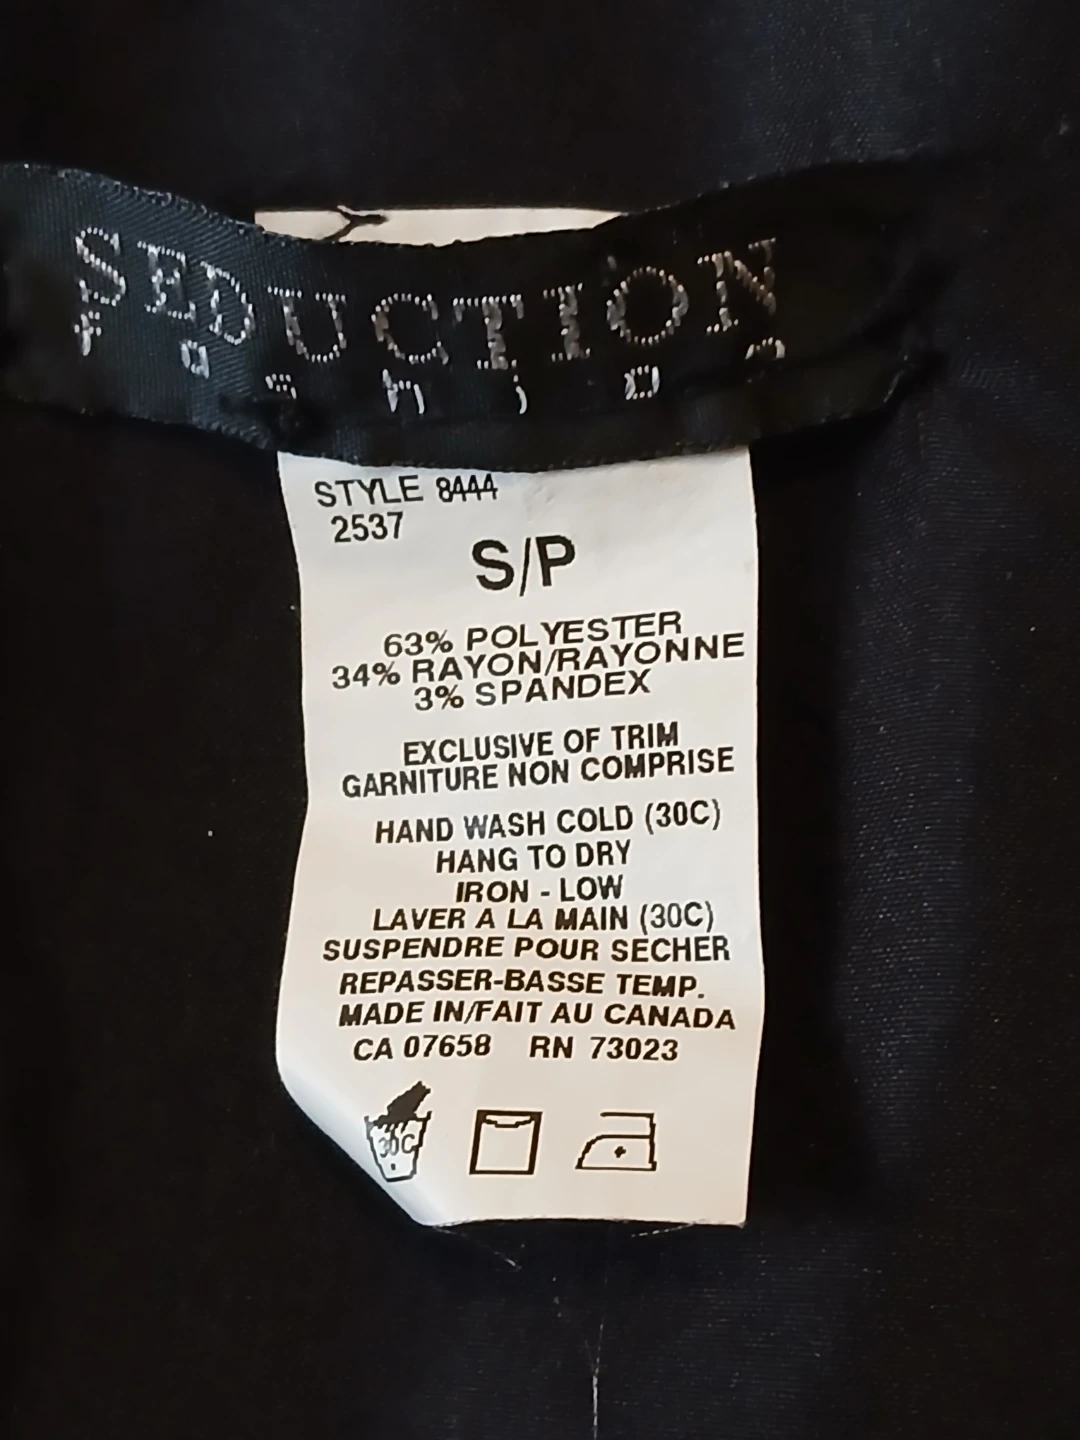 SEDUCTION
fashion
STYLE 8444
2537
S/P
63% POLYESTER
34% RAYON/RAYONNE
3% SPANDEX
EXCLUSIVE OF TRIM
GARNITURE NON COMPRISE
HAND WASH COLD (30C)
HANG TO DRY
IRON - LOW
LAVER A LA MAIN (30C)
SUSPENDRE POUR SECHER
REPASSER-BASSE TEMP.
MADE IN/FAIT AU CANADA
CA 07658 RN 73023
30C